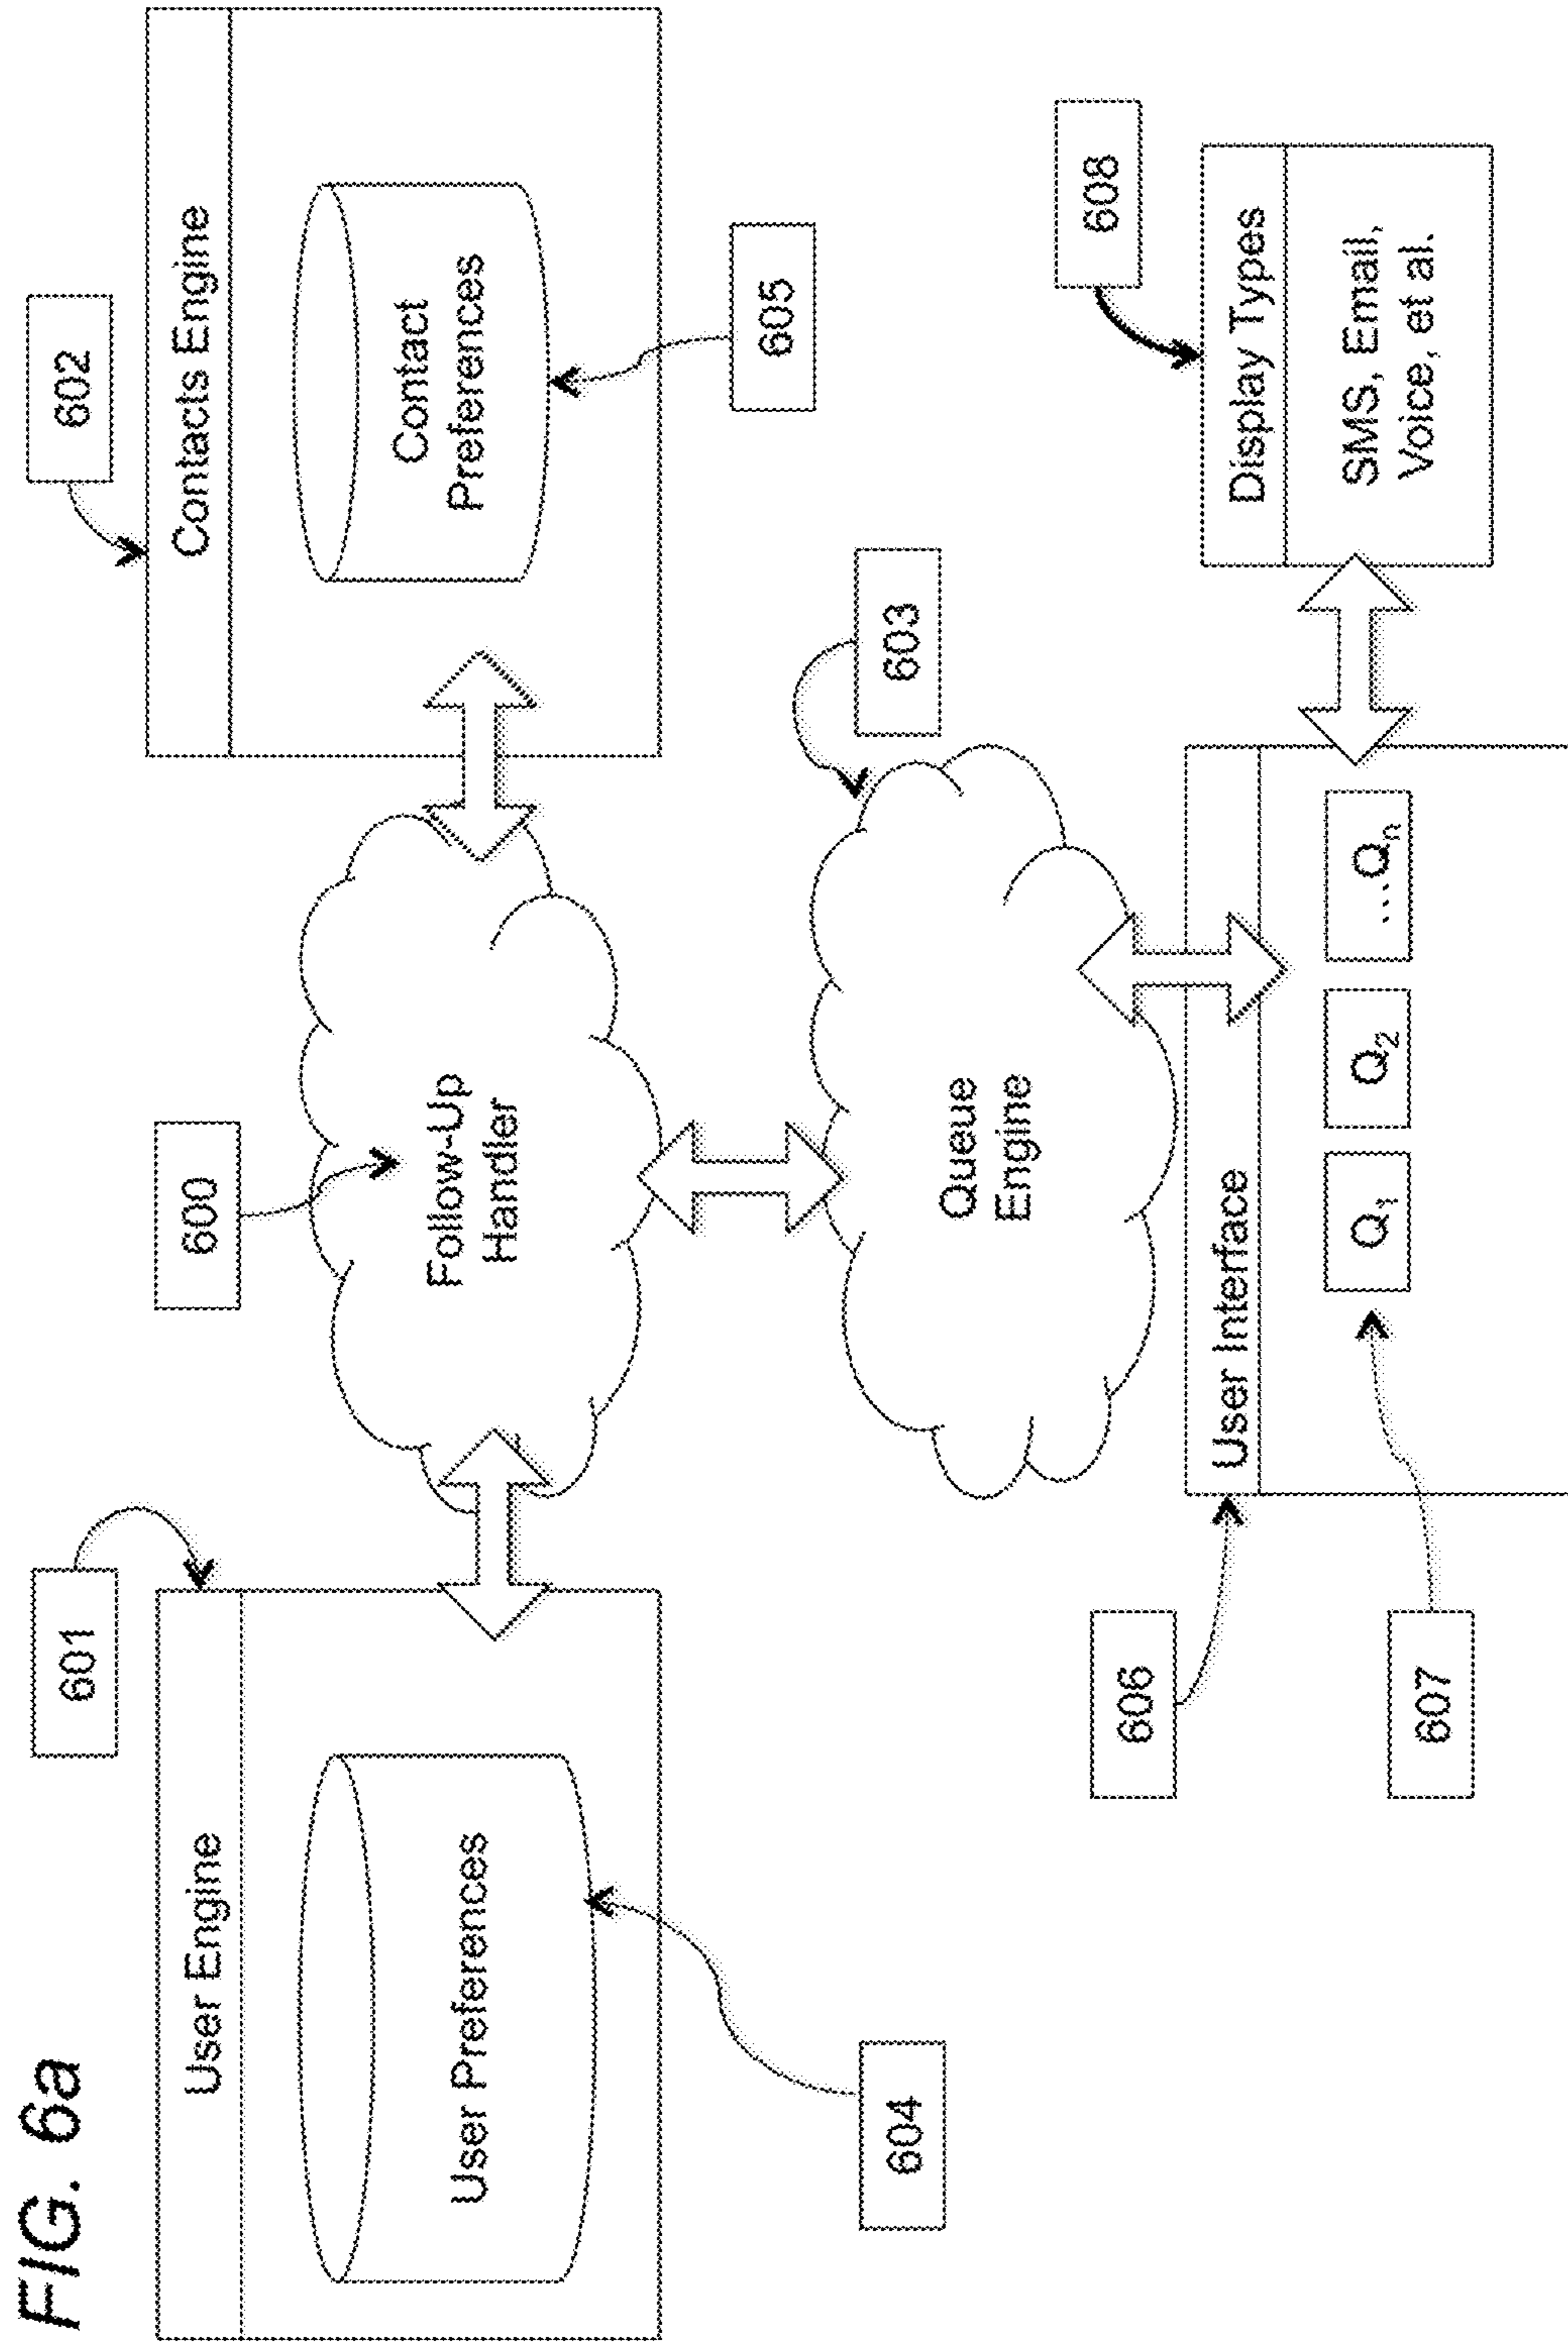 FIG. 6a
601
602
User Engine
Contacts Engine
600
User Preferences
Follow-Up
Handler
Contact
Preferences
604
605
603
Queue
Engine
606
User Interface
608
Display Types
607
Q1
Q2
...Qn
SMS, Email,
Voice, et al.